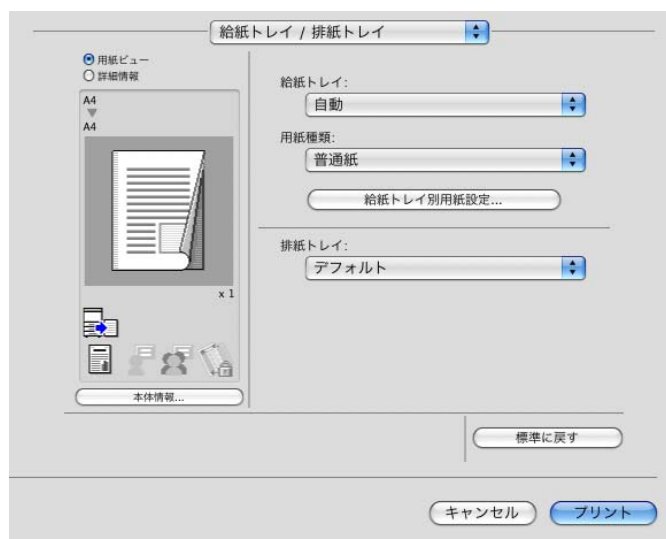 給紙トレイ / 排紙トレイ
用紙ビュー
詳細情報
A4
A4
x 1
本体情報...
給紙トレイ:
自動
用紙種類:
普通紙
給紙トレイ別用紙設定...
排紙トレイ:
デフォルト
標準に戻す
キャンセル
プリント